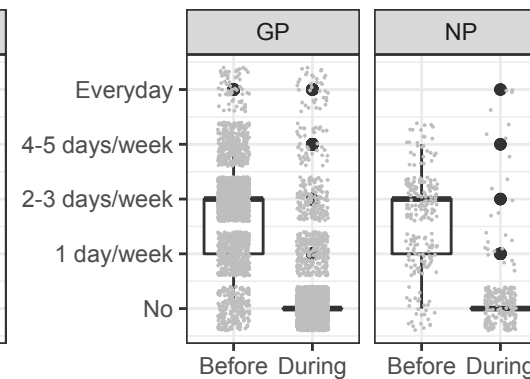 GP
NP
Everyday
4-5 days/week
2-3 days/week
1 day/week
No
Before During
Before During